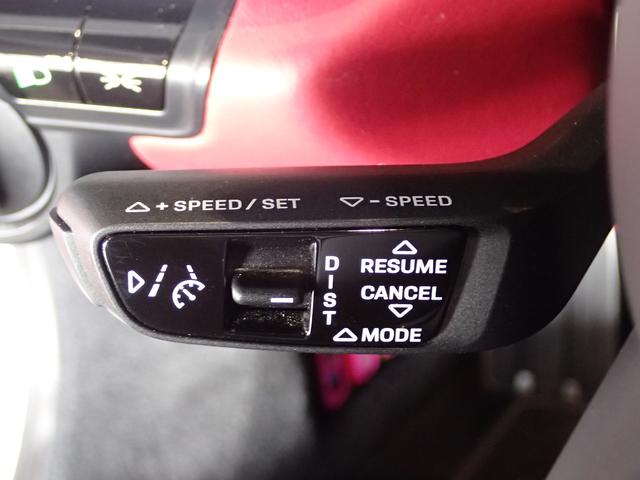 △ + SPEED / SET ▽ - SPEED
DIST
RESUME
CANCEL
MODE